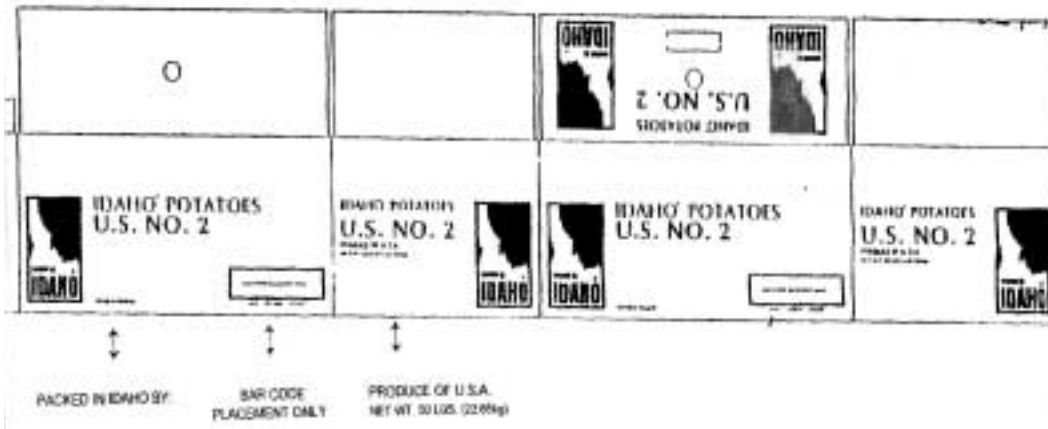 IDAHO
IDAHO
U.S. NO. 2
IDAHO POTATOES
IDAHO POTATOES
U.S. NO. 2
IDAHO
IDAHO POTATOES
U.S. NO. 2
IDAHO
IDAHO POTATOES
U.S. NO. 2
IDAHO
IDAHO POTATOES
U.S. NO. 2
IDAHO
PACKED IN IDAHO BY:
BAR CODE
PLACEMENT ONLY
PRODUCE OF U.S.A.
NET WT. 50 LBS. (22.68kg)